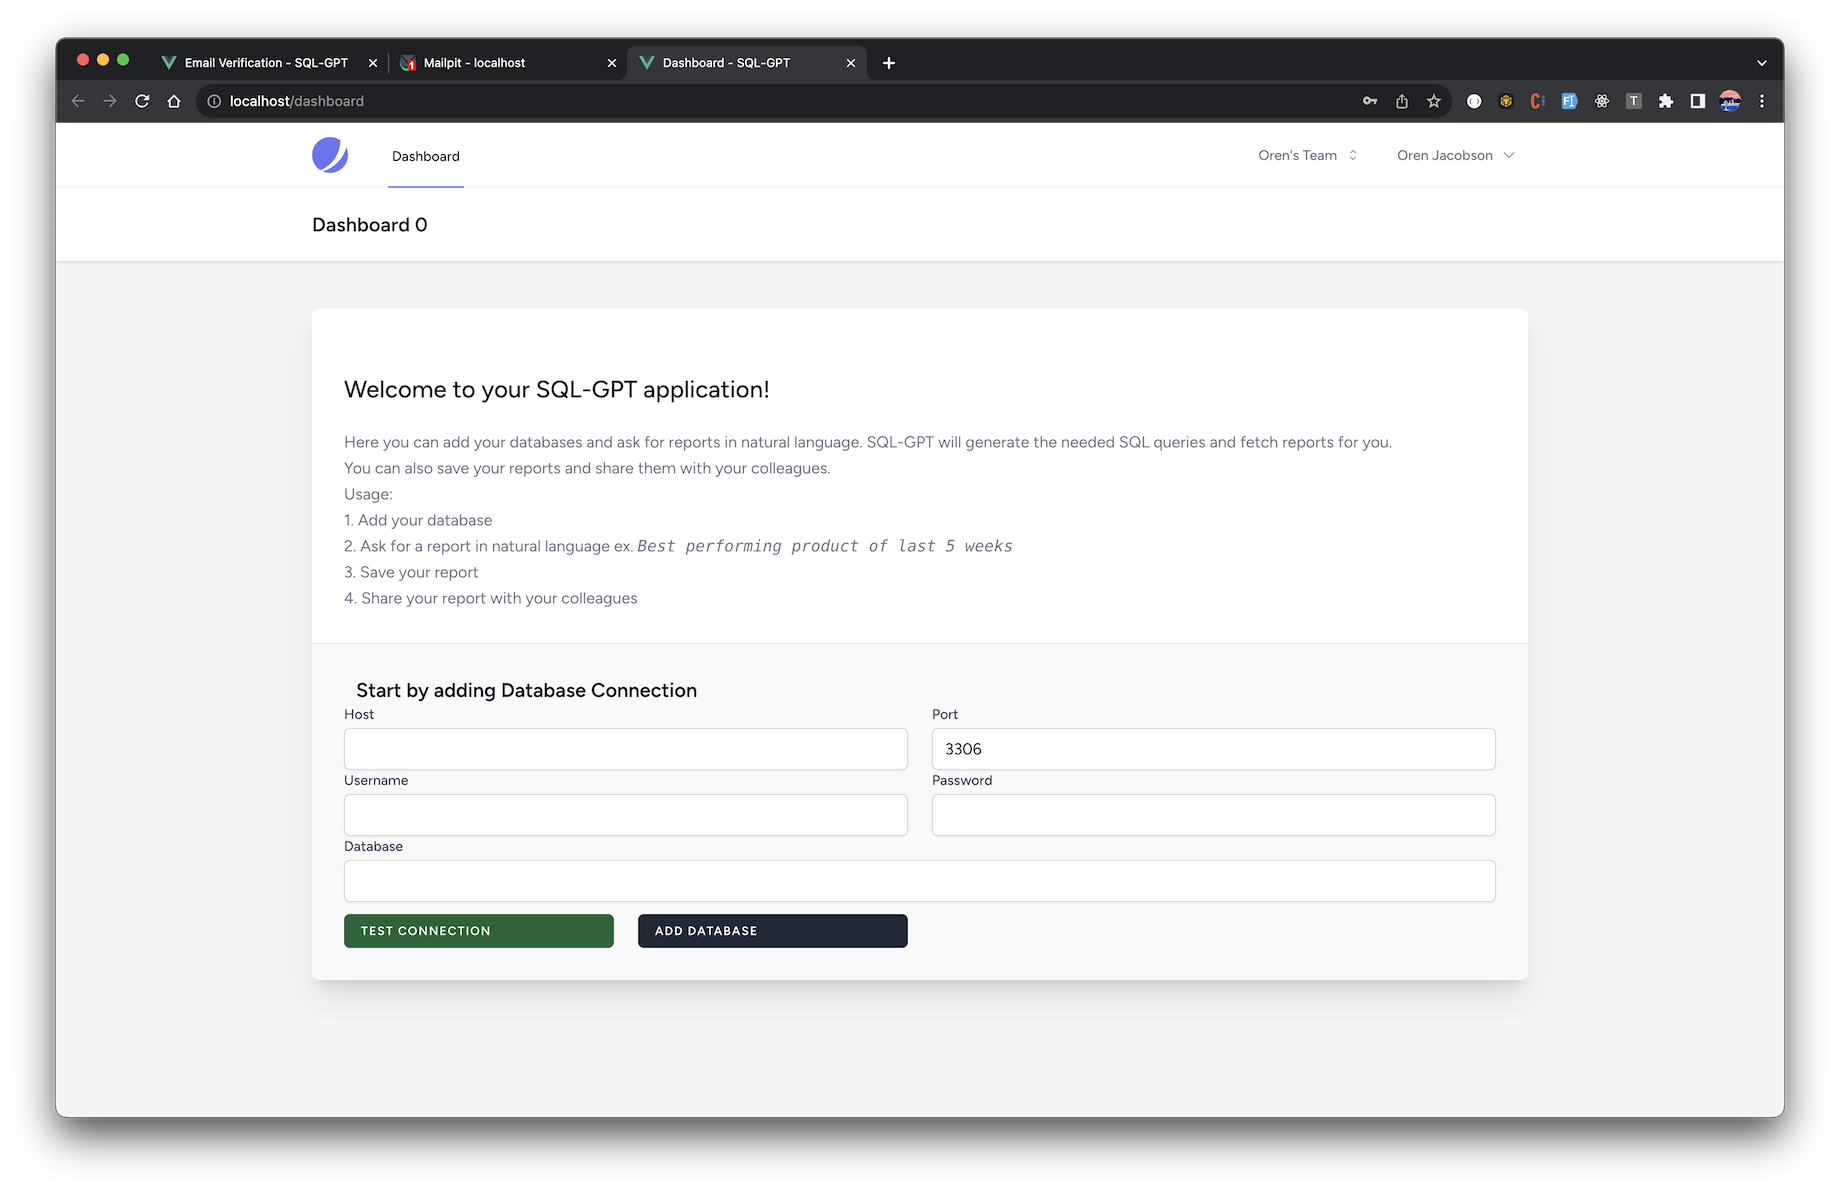 Email Verification - SQL-GPT
Mailpit - localhost
Dashboard - SQL-GPT
localhost/dashboard
Dashboard
Oren's Team
Oren Jacobson
Dashboard 0
Welcome to your SQL-GPT application!
Here you can add your databases and ask for reports in natural language. SQL-GPT will generate the needed SQL queries and fetch reports for you.
You can also save your reports and share them with your colleagues.
Usage:
1. Add your database
2. Ask for a report in natural language ex. Best performing product of last 5 weeks
3. Save your report
4. Share your report with your colleagues
Start by adding Database Connection
Host
Port
3306
Username
Password
Database
TEST CONNECTION
ADD DATABASE